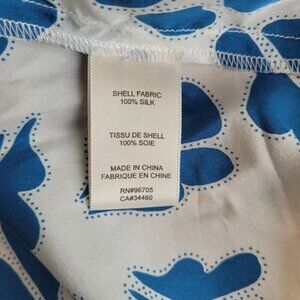 SHELL FABRIC
100% SILK
TISSU DE SHELL
100% SOIE
MADE IN CHINA
FABRIQUE EN CHINE
RN#96705
CA#34460